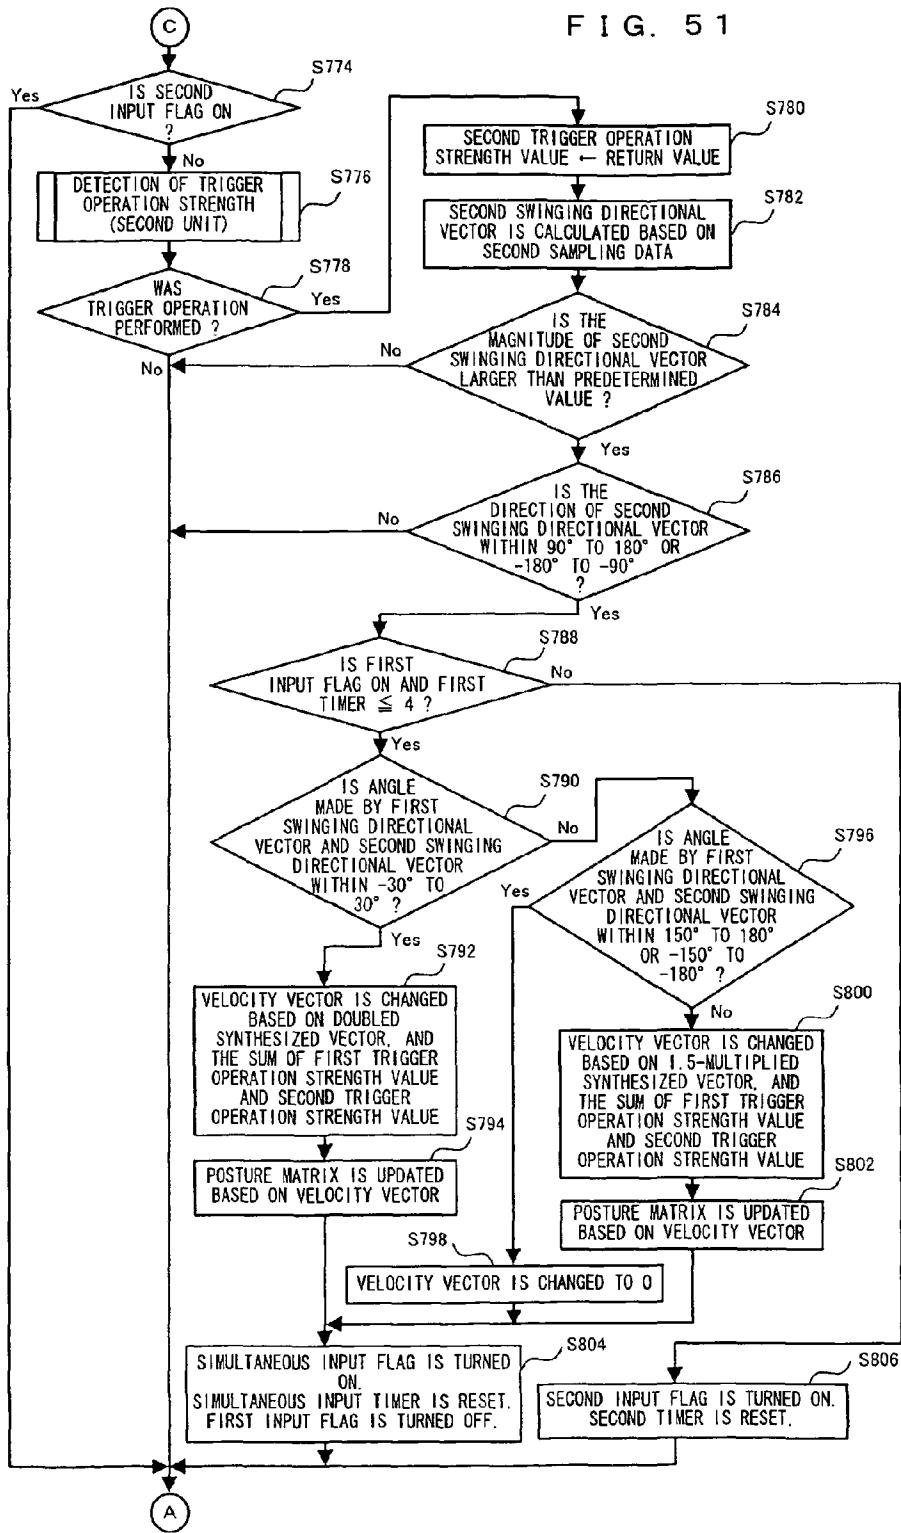 FIG. 51
C
S774
Yes
IS SECOND
INPUT FLAG ON
?
No
S776
DETECTION OF TRIGGER
OPERATION STRENGTH
(SECOND UNIT)
S778
WAS
TRIGGER OPERATION
PERFORMED ?
Yes
No
S780
SECOND TRIGGER OPERATION
STRENGTH VALUE ← RETURN VALUE
S782
SECOND SWINGING DIRECTIONAL
VECTOR IS CALCULATED BASED ON
SECOND SAMPLING DATA
S784
IS THE
MAGNITUDE OF SECOND
SWINGING DIRECTIONAL VECTOR
LARGER THAN PREDETERMINED
VALUE ?
No
Yes
S786
IS THE
DIRECTION OF SECOND
SWINGING DIRECTIONAL VECTOR
WITHIN 90° TO 180° OR
-180° TO -90°
?
No
Yes
S788
IS FIRST
INPUT FLAG ON AND FIRST
TIMER ≦ 4 ?
No
Yes
S790
IS ANGLE
MADE BY FIRST
SWINGING DIRECTIONAL
VECTOR AND SECOND SWINGING
DIRECTIONAL VECTOR
WITHIN -30° TO
30° ?
No
Yes
S796
IS ANGLE
MADE BY FIRST
SWINGING DIRECTIONAL
VECTOR AND SECOND SWINGING
DIRECTIONAL VECTOR
WITHIN 150° TO 180°
OR -150° TO
-180° ?
Yes
No
S792
VELOCITY VECTOR IS CHANGED
BASED ON DOUBLED
SYNTHESIZED VECTOR, AND
THE SUM OF FIRST TRIGGER
OPERATION STRENGTH VALUE
AND SECOND TRIGGER
OPERATION STRENGTH VALUE
S794
POSTURE MATRIX IS UPDATED
BASED ON VELOCITY VECTOR
S800
VELOCITY VECTOR IS CHANGED
BASED ON 1.5-MULTIPLIED
SYNTHESIZED VECTOR, AND
THE SUM OF FIRST TRIGGER
OPERATION STRENGTH VALUE
AND SECOND TRIGGER
OPERATION STRENGTH VALUE
S802
POSTURE MATRIX IS UPDATED
BASED ON VELOCITY VECTOR
S798
VELOCITY VECTOR IS CHANGED TO 0
S804
SIMULTANEOUS INPUT FLAG IS TURNED
ON.
SIMULTANEOUS INPUT TIMER IS RESET.
FIRST INPUT FLAG IS TURNED OFF.
S806
SECOND INPUT FLAG IS TURNED ON.
SECOND TIMER IS RESET.
A